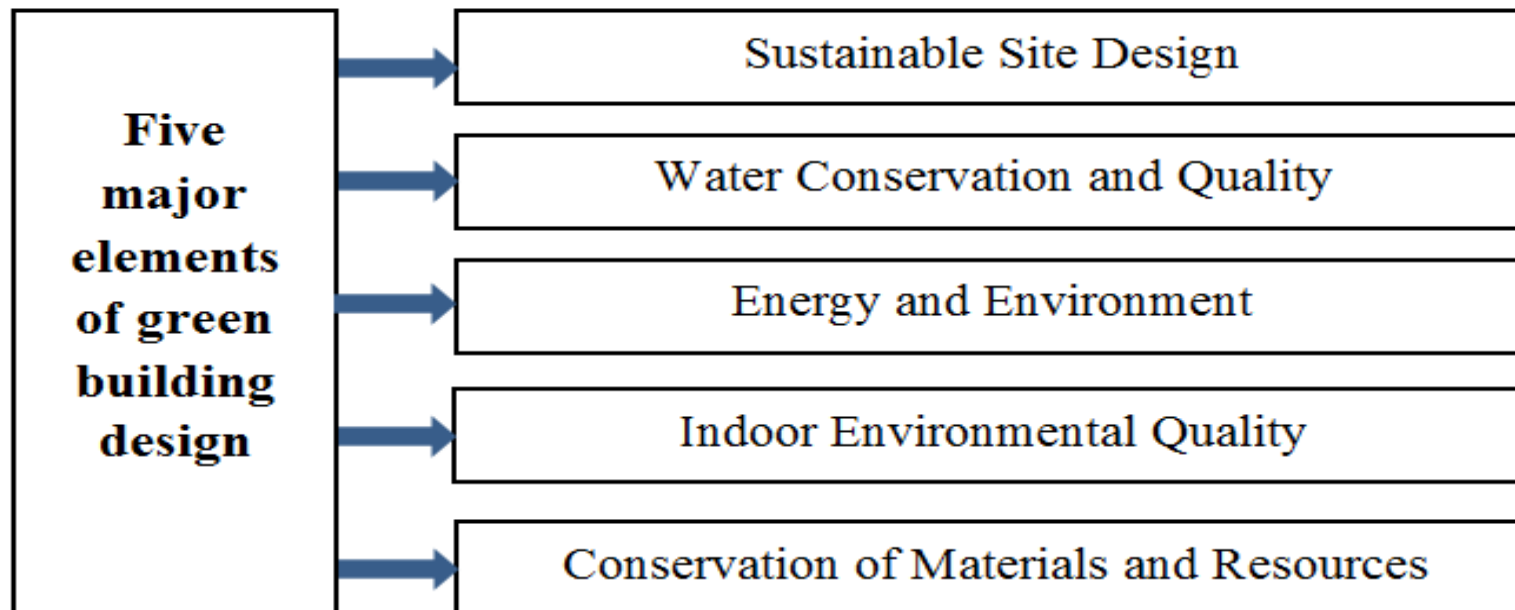 Five
major
elements
of green
building
design
Sustainable Site Design
Water Conservation and Quality
Energy and Environment
Indoor Environmental Quality
Conservation of Materials and Resources